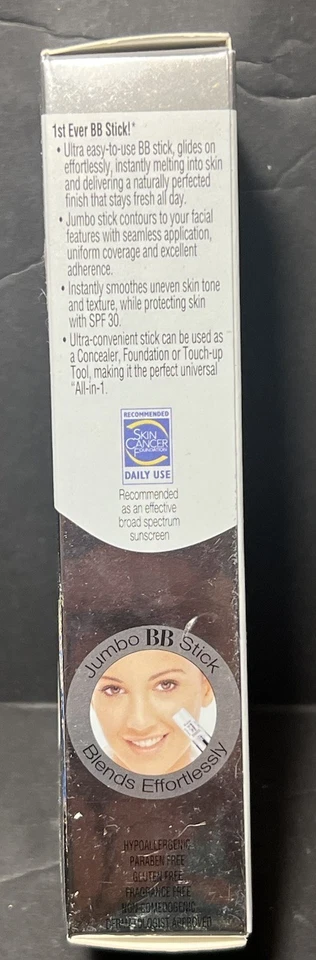 1st Ever BB Stick!*
• Ultra easy-to-use BB stick, glides on
effortlessly, instantly melting into skin
and delivering a naturally perfected
finish that stays fresh all day.
• Jumbo stick contours to your facial
features with seamless application,
uniform coverage and excellent
adherence.
• Instantly smoothes uneven skin tone
and texture, while protecting skin
with SPF 30.
• Ultra-convenient stick can be used as
a Concealer, Foundation or Touch-up
Tool, making it the perfect universal
"All-in-1.
RECOMMENDED
SKIN
CANCER
FOUNDATION
DAILY USE
Recommended
as an effective
broad spectrum
sunscreen
Jumbo BB Stick
Blends Effortlessly
HYPOALLERGENIC
PARABEN FREE
GLUTEN FREE
FRAGRANCE FREE
NON-COMEDOGENIC
DERMATOLOGIST APPROVED